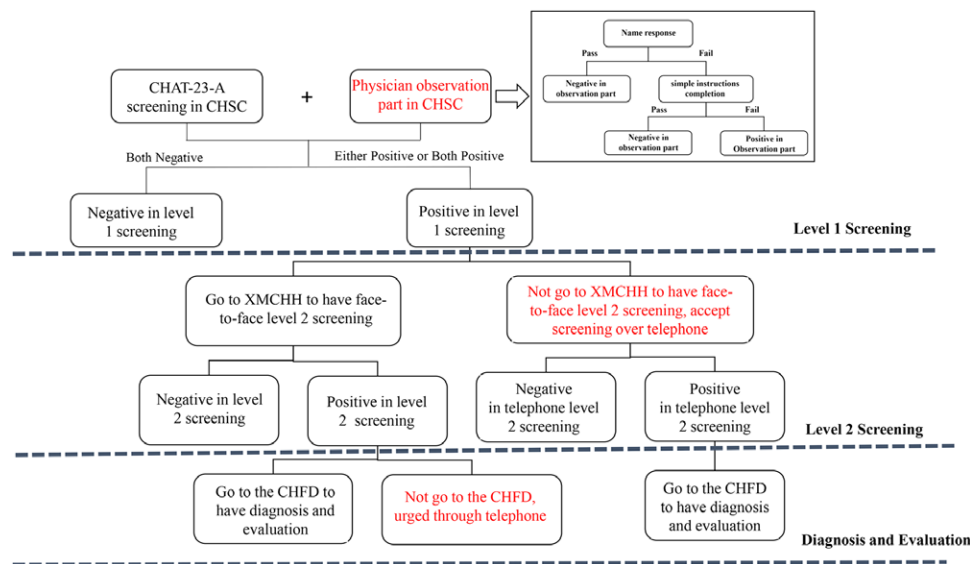 Name response
Pass
Fail
Negative in
observation part
simple instructions
completion
Pass
Fail
Negative in
observation part
Positive in
Observation part
CHAT-23-A
screening in CHSC
+
Physician observation
part in CHSC
Both Negative
Either Positive or Both Positive
Negative in level
1 screening
Positive in level
1 screening
Level 1 Screening
Go to XMCHH to have face-
to-face level 2 screening
Not go to XMCHH to have face-
to-face level 2 screening, accept
screening over telephone
Negative in level
2 screening
Positive in level
2 screening
Negative
in telephone level
2 screening
Positive
in telephone level
2 screening
Level 2 Screening
Go to the CHFD to
have diagnosis and
evaluation
Not go to the CHFD,
urged through telephone
Go to the CHFD
to have diagnosis
and evaluation
Diagnosis and Evaluation